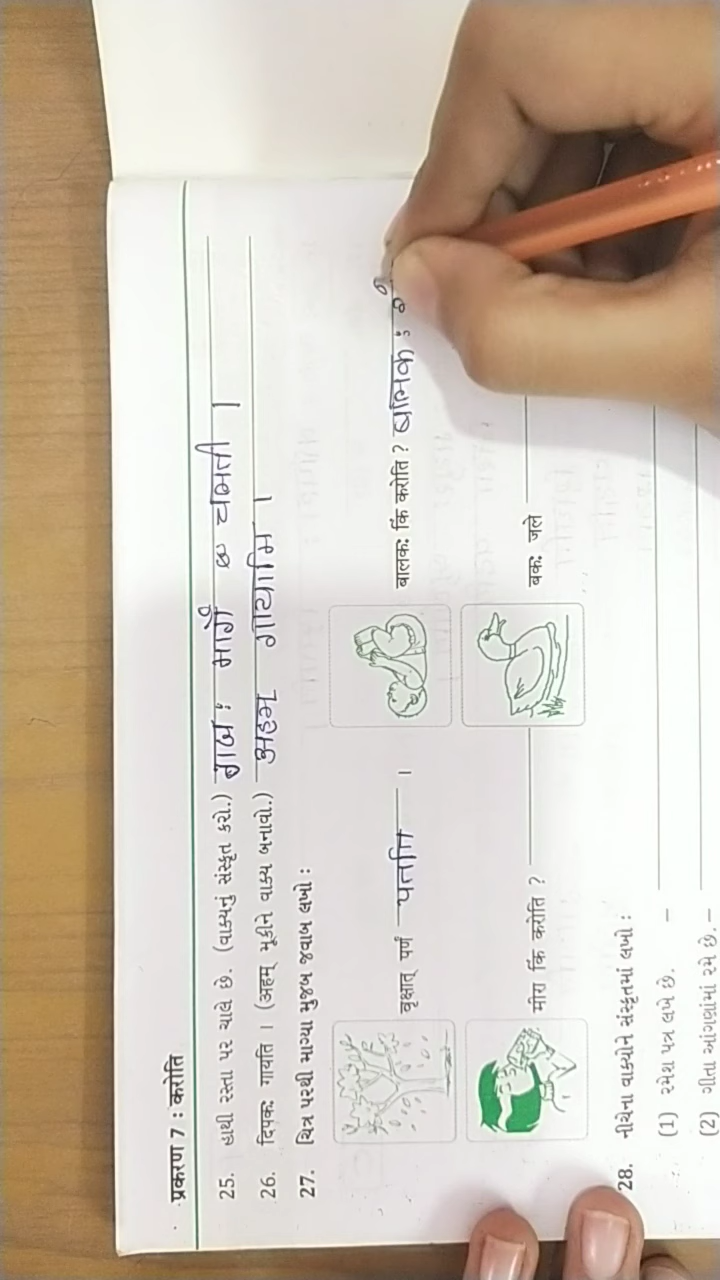 प्रकरण 7 : करोति
25. હાથી રસ્તા પર ચાલે છે. (વાક્યનું સંસ્કૃત કરો.) गजः मार्गे चलती ।
26. दिपकः गायति । (अहम् મૂકીને વાક્ય બનાવો.) अहम् गायामि ।
27. ચિત્ર પરથી માગ્યા મુજબ જવાબ લખો :
वृक्षात् पर्णं पतति । बालकः किं करोति ? बालकः
मीरा किं करोति ? बकः जले
28. નીચેના વાક્યોને સંસ્કૃતમાં લખો :
(1) રમેશ પત્ર લખે છે. –
(2) ગીતા આંગણાંમાં રમે છે. –